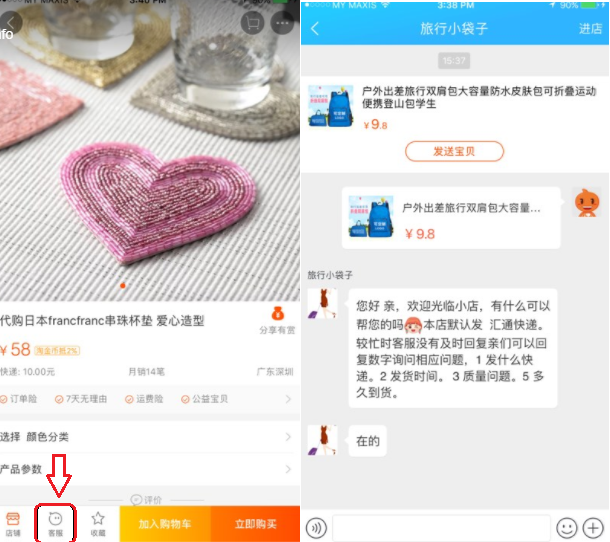 MY MAXIS
3:40 PM
nfo
代购日本francfranc串珠杯垫 爱心造型
分享有赏
¥ 58
淘金币抵2%
快递: 10.00元
月销14笔
广东深圳
订单险
7天无理由
运费险
公益宝贝
选择 颜色分类
产品参数
评价
店铺
客服
收藏
加入购物车
立即购买
MY MAXIS
3:38 PM
90%
旅行小袋子
进店
15:37
户外出差旅行双肩包大容量防水皮肤包可折叠运动
便携登山包学生
¥ 9.8
发送宝贝
户外出差旅行双肩包大容量...
¥ 9.8
旅行小袋子
您好 亲，欢迎光临小店，有什么可以
帮您的吗 本店默认发 汇通快递。
较忙时客服没有及时回复亲们可以回
复数字询问相应问题，1 发什么快
递。2 发货时间。 3 质量问题。5 多
久到货。
在的